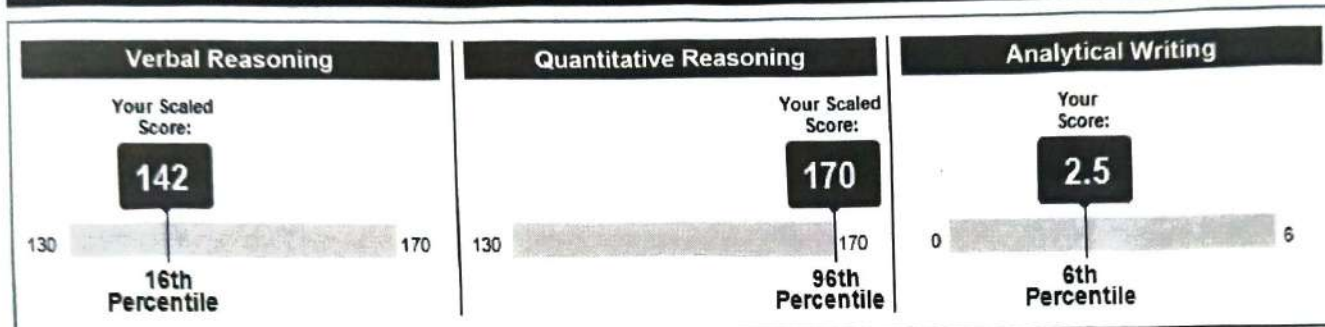 Verbal Reasoning
Your Scaled
Score:
142
130
170
16th
Percentile
Quantitative Reasoning
Your Scaled
Score:
170
130
170
96th
Percentile
Analytical Writing
Your
Score:
2.5
0
6
6th
Percentile